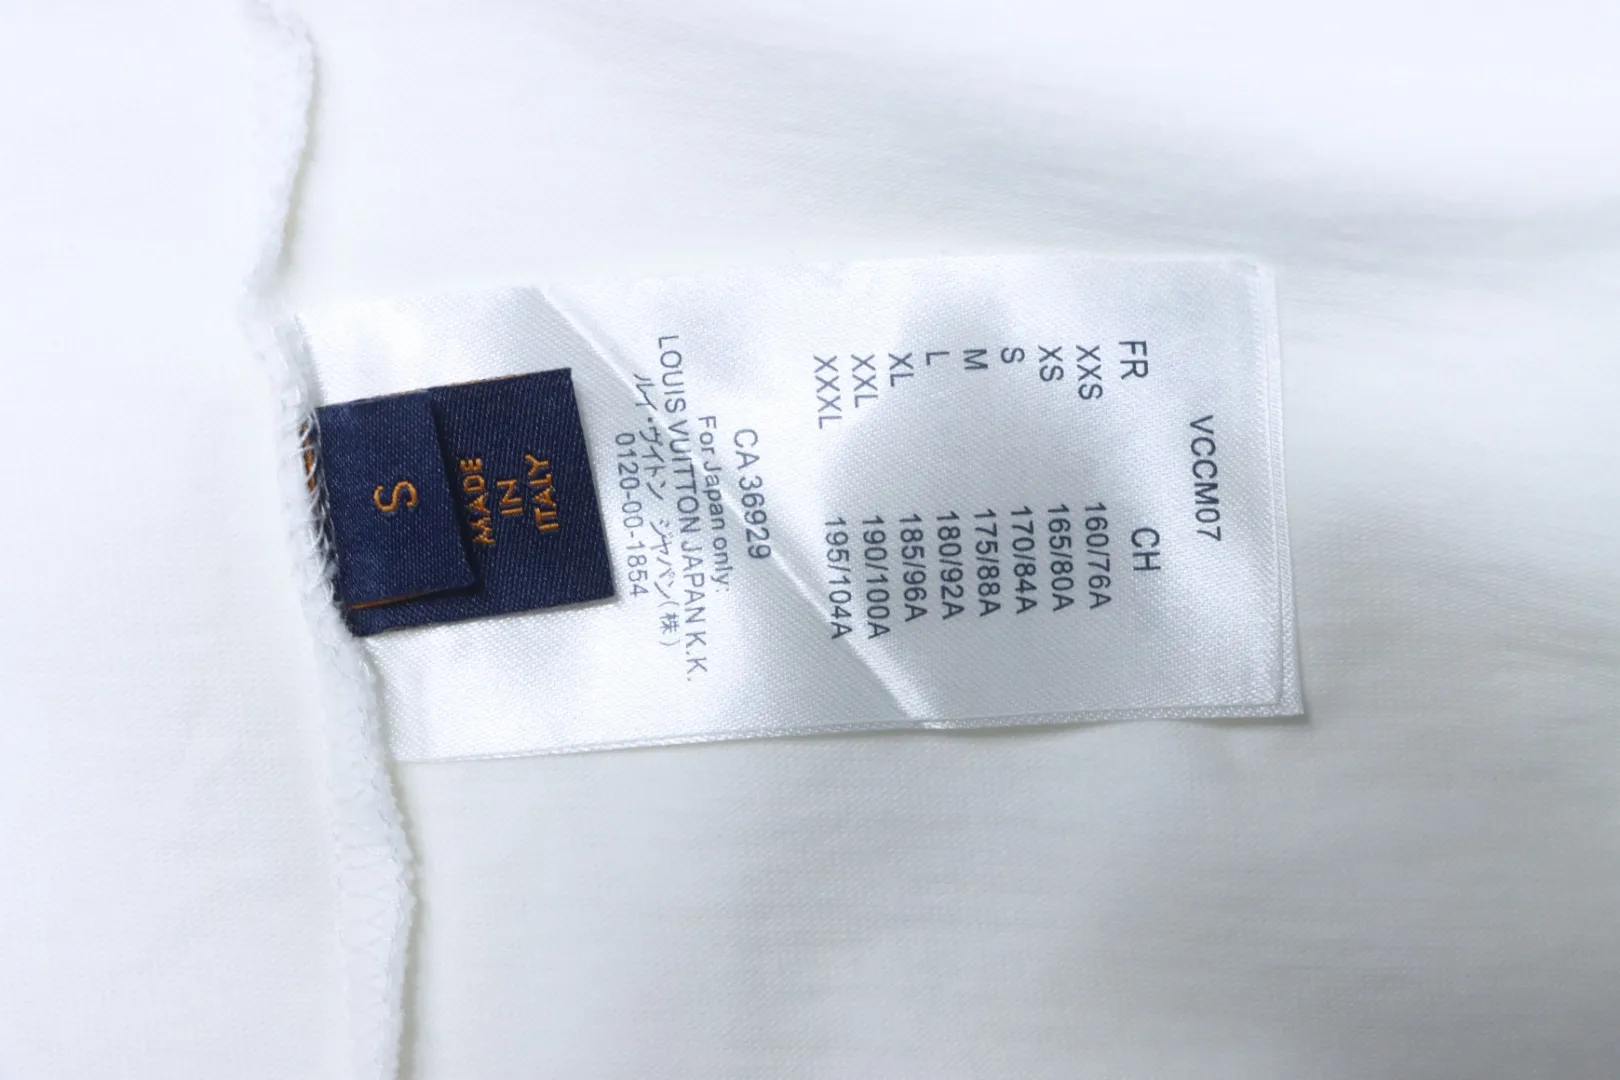 VCCM07
FR CH
XXS 160/76A
XS 165/80A
S 170/84A
M 175/88A
L 180/92A
XL 185/96A
XXL 190/100A
XXXL 195/104A
CA 36929
For Japan only:
LOUIS VUITTON JAPAN K.K.
ルイ・ヴィトン ジャパン(株)
0120-00-1854
S
MADE
IN
ITALY